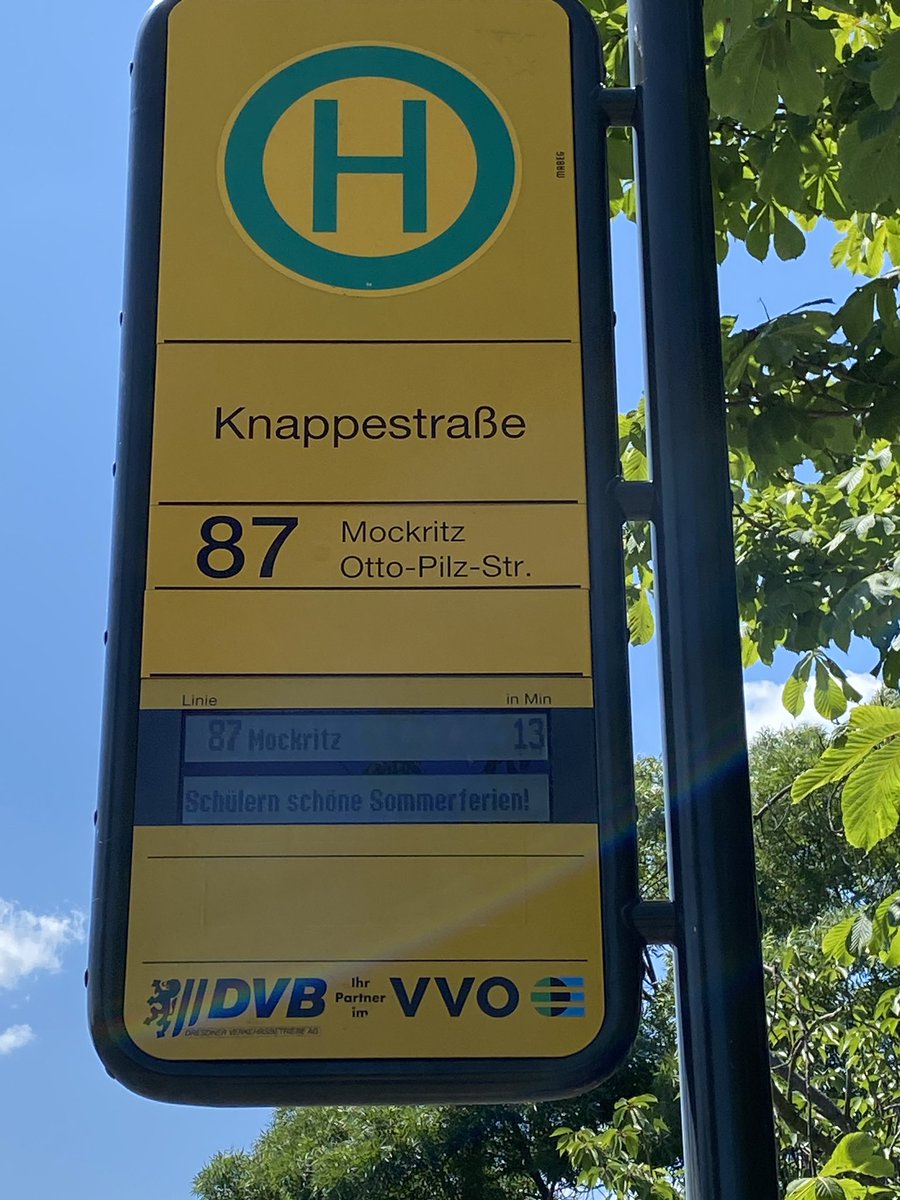 H
MABEG
Knappestraße
87 Mockritz
Otto-Pilz-Str.
Linie in Min
87 Mockritz 13
Schülern schöne Sommerferien!
DVB Ihr Partner im VVO
DRESDNER VERKEHRSBETRIEBE AG